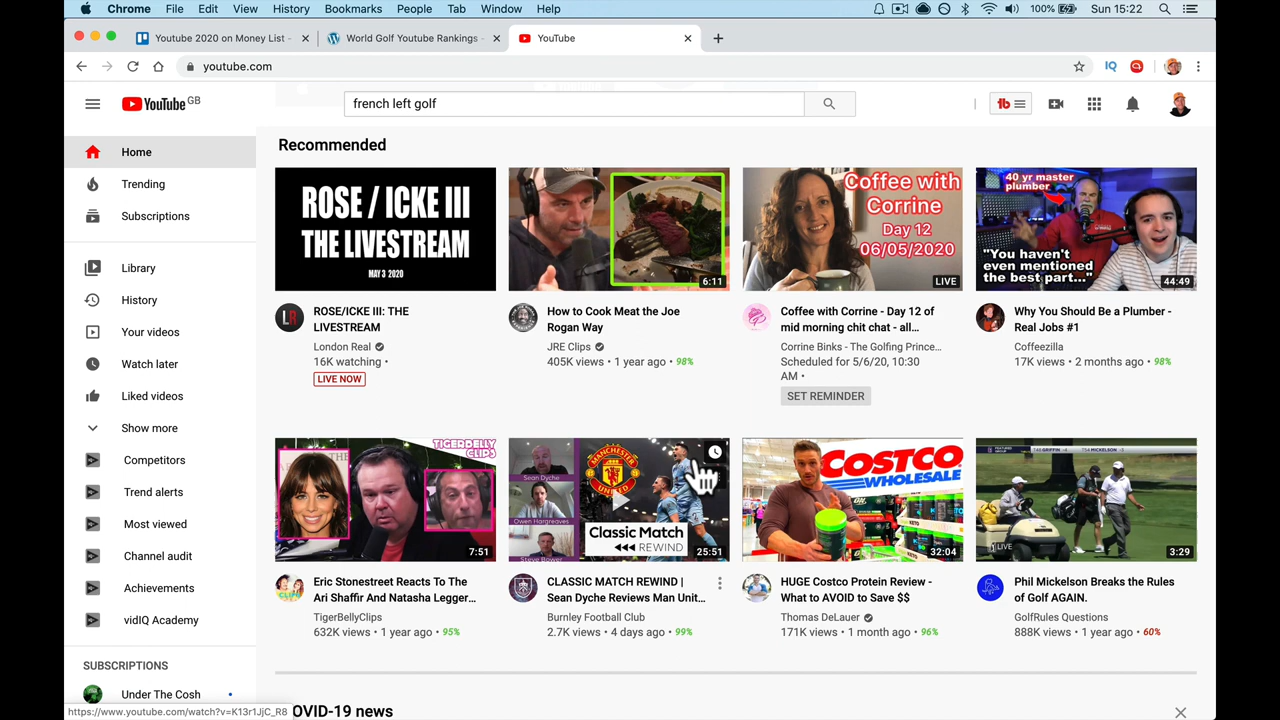 Chrome File Edit View History Bookmarks People Tab Window Help 100% Sun 15:22
Youtube 2020 on Money List - World Golf Youtube Rankings - YouTube
youtube.com IQ
YouTube GB french left golf tb
Home
Trending
Subscriptions
Library
History
Your videos
Watch later
Liked videos
Show more
Competitors
Trend alerts
Most viewed
Channel audit
Achievements
vidIQ Academy
SUBSCRIPTIONS
Under The Cosh
https://www.youtube.com/watch?v=K13r1JjC_R8
Recommended
ROSE / ICKE III
THE LIVESTREAM
MAY 3 2020
ROSE/ICKE III: THE
LIVESTREAM
London Real
16K watching •
LIVE NOW
6:11
How to Cook Meat the Joe
Rogan Way
JRE Clips
405K views • 1 year ago • 98%
Coffee with
Corrine
Day 12
06/05/2020
LIVE
Coffee with Corrine - Day 12 of
mid morning chit chat - all...
Corrine Binks - The Golfing Prince...
Scheduled for 5/6/20, 10:30
AM •
SET REMINDER
40 yr master
plumber
"You haven't
even mentioned
the best part..."
44:49
Why You Should Be a Plumber -
Real Jobs #1
Coffeezilla
17K views • 2 months ago • 98%
TIGERBELLY
CLIPS
7:51
Eric Stonestreet Reacts To The
Ari Shaffir And Natasha Legger...
TigerBellyClips
632K views • 1 year ago • 95%
Sean Dyche
Owen Hargreaves
Steve Bower
MANCHESTER
UNITED
Classic Match
REWIND
25:51
CLASSIC MATCH REWIND |
Sean Dyche Reviews Man Unit...
Burnley Football Club
2.7K views • 4 days ago • 99%
COSTCO
WHOLESALE
KETO
32:04
HUGE Costco Protein Review -
What to AVOID to Save $$
Thomas DeLauer
171K views • 1 month ago • 96%
T48 GRIFFIN T54 MICKELSON
LIVE
3:29
Phil Mickelson Breaks the Rules
of Golf AGAIN.
GolfRules Questions
888K views • 1 year ago • 60%
OVID-19 news